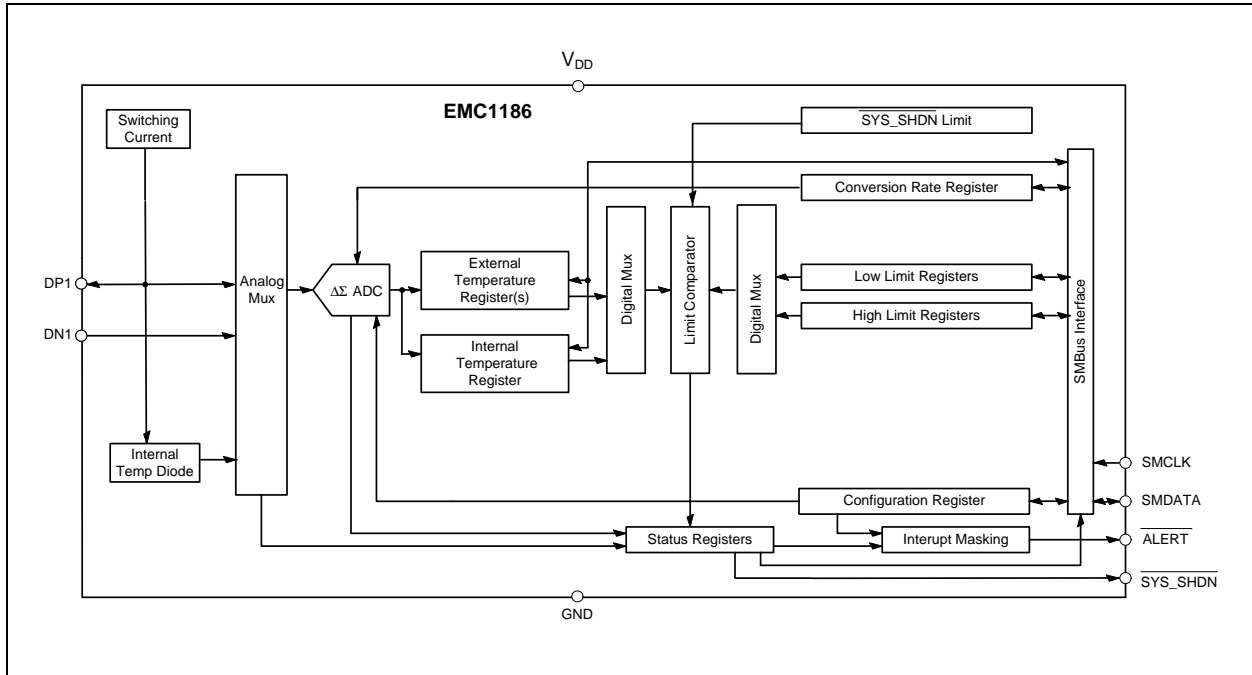 V_DD
EMC1186
Switching
Current
SYS_SHDN Limit
Conversion Rate Register
DP1
Analog
Mux
ΔΣ ADC
External
Temperature
Register(s)
Digital Mux
Limit Comparator
Digital Mux
Low Limit Registers
SMBus Interface
DN1
High Limit Registers
Internal
Temperature
Register
Internal
Temp Diode
SMCLK
Configuration Register
SMDATA
Status Registers
Interupt Masking
ALERT
SYS_SHDN
GND